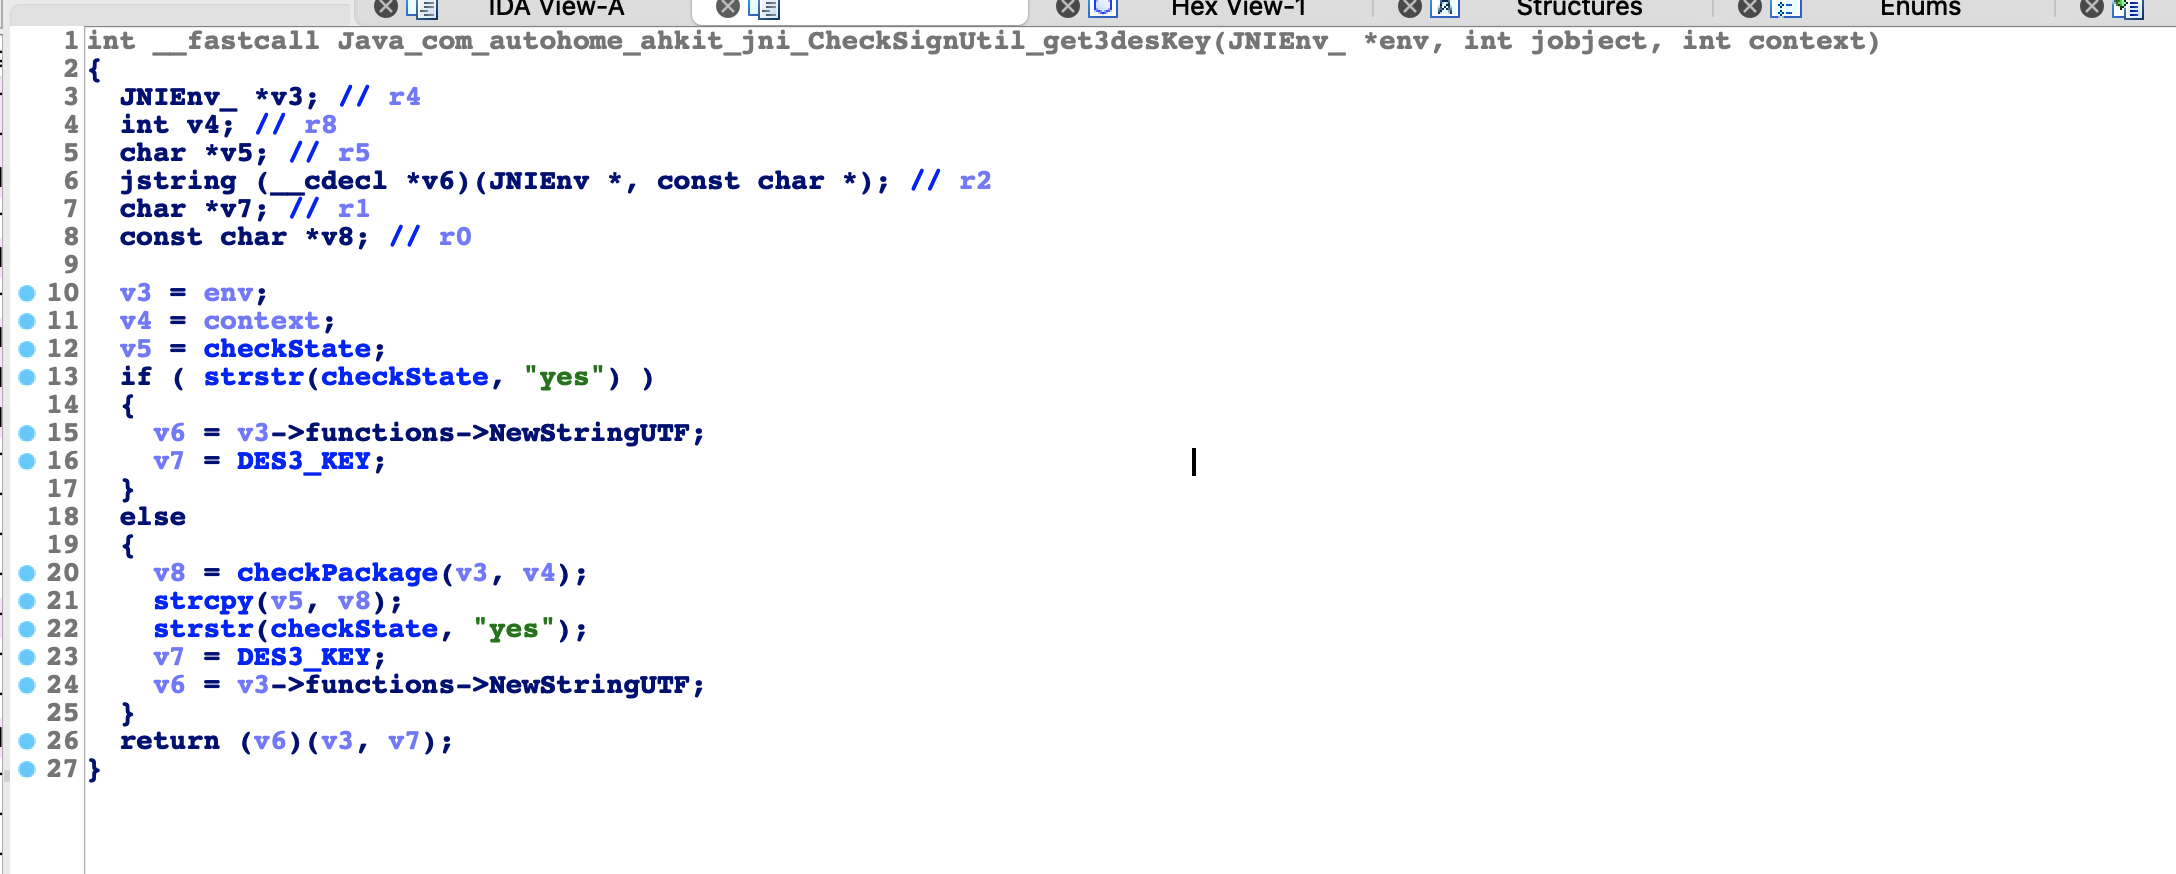 IDA View-A Hex View-1 Structures Enums
1 int __fastcall Java_com_autohome_ahkit_jni_CheckSignUtil_get3desKey(JNIEnv_ *env, int jobject, int context)
2 {
3   JNIEnv_ *v3; // r4
4   int v4; // r8
5   char *v5; // r5
6   jstring (__cdecl *v6)(JNIEnv *, const char *); // r2
7   char *v7; // r1
8   const char *v8; // r0
9
10   v3 = env;
11   v4 = context;
12   v5 = checkState;
13   if ( strstr(checkState, "yes") )
14   {
15     v6 = v3->functions->NewStringUTF;
16     v7 = DES3_KEY;
17   }
18   else
19   {
20     v8 = checkPackage(v3, v4);
21     strcpy(v5, v8);
22     strstr(checkState, "yes");
23     v7 = DES3_KEY;
24     v6 = v3->functions->NewStringUTF;
25   }
26   return (v6)(v3, v7);
27 }